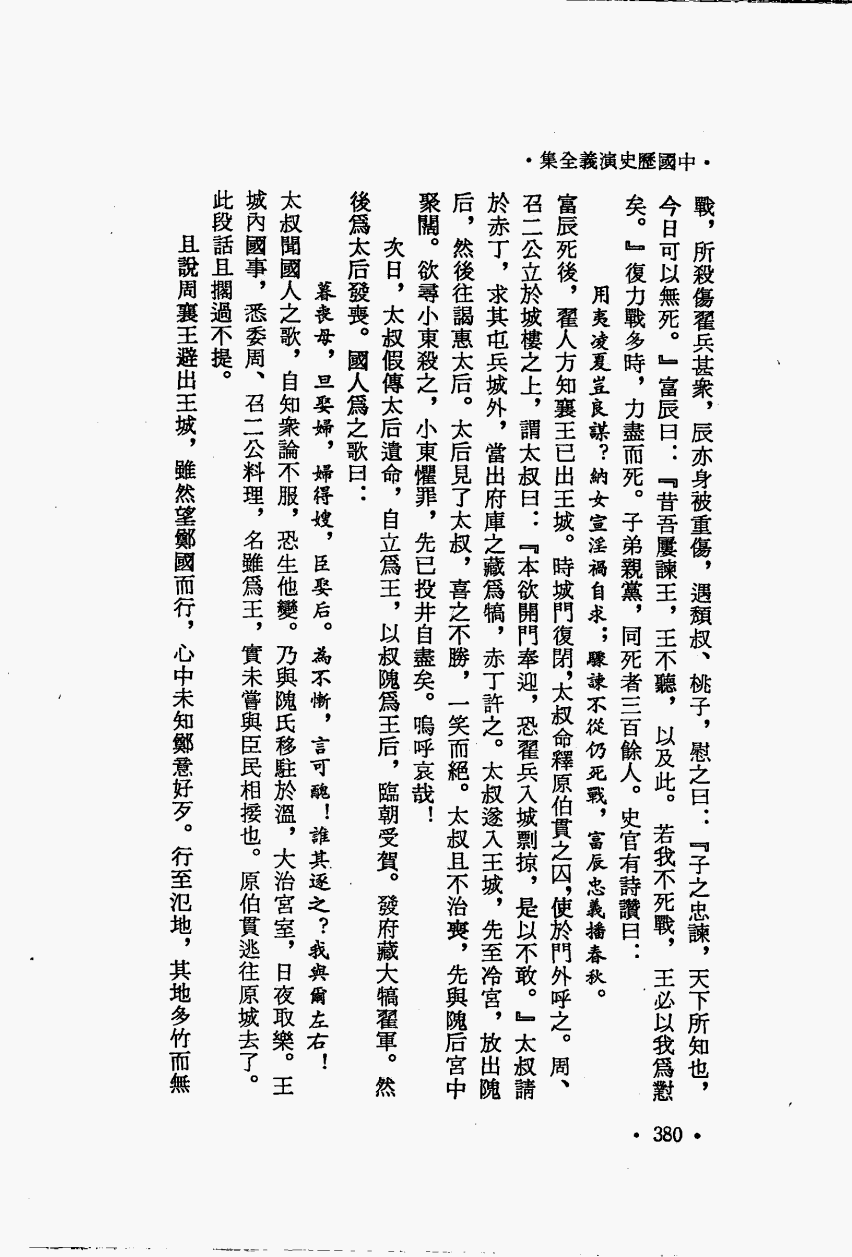 ·中國歷史演義全集·
戰，所殺傷翟兵甚衆，辰亦身被重傷，遇頹叔、桃子，慰之曰：『子之忠諫，天下所知也，
今日可以無死。』富辰曰：『昔吾屢諫王，王不聽，以及此。若我不死戰，王必以我爲懟
矣。』復力戰多時，力盡而死。子弟親黨，同死者三百餘人。史官有詩讚曰：
用夷凌夏豈良謀？納女宣淫禍自求；驟諫不從仍死戰，富辰忠義播春秋。
富辰死後，翟人方知襄王已出王城。時城門復閉，太叔命釋原伯貫之囚，使於門外呼之。周、
召二公立於城樓之上，謂太叔曰：『本欲開門奉迎，恐翟兵入城剽掠，是以不敢。』太叔請
於赤丁，求其屯兵城外，當出府庫之藏爲犒，赤丁許之。太叔遂入王城，先至冷宮，放出隗
后，然後往謁惠太后。太后見了太叔，喜之不勝，一笑而絕。太叔且不治喪，先與隗后宮中
聚闊。欲尋小東殺之，小東懼罪，先已投井自盡矣。嗚呼哀哉！
次日，太叔假傳太后遺命，自立爲王，以叔隗爲王后，臨朝受賀。發府藏大犒翟軍。然
後爲太后發喪。國人爲之歌曰：
暮喪母，旦娶婦，婦得嫂，臣娶后。爲不慚，言可醜！誰其逐之？我與爾左右！
太叔聞國人之歌，自知衆論不服，恐生他變。乃與隗氏移駐於溫，大治宮室，日夜取樂。王
城內國事，悉委周、召二公料理，名雖爲王，實未嘗與臣民相接也。原伯貫逃往原城去了。
此段話且擱過不提。
且說周襄王避出王城，雖然望鄭國而行，心中未知鄭意好歹。行至氾地，其地多竹而無
·380·